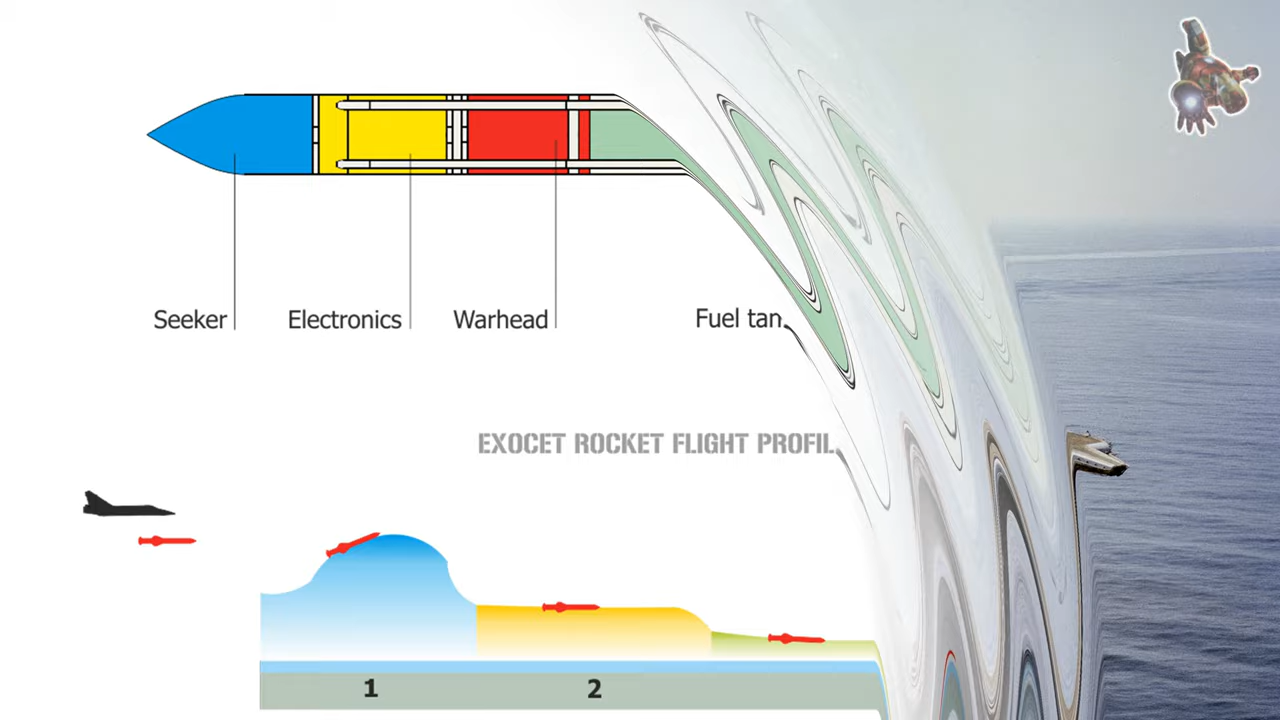 Seeker
Electronics
Warhead
Fuel tan
EXOCET ROCKET FLIGHT PROFIL
1
2